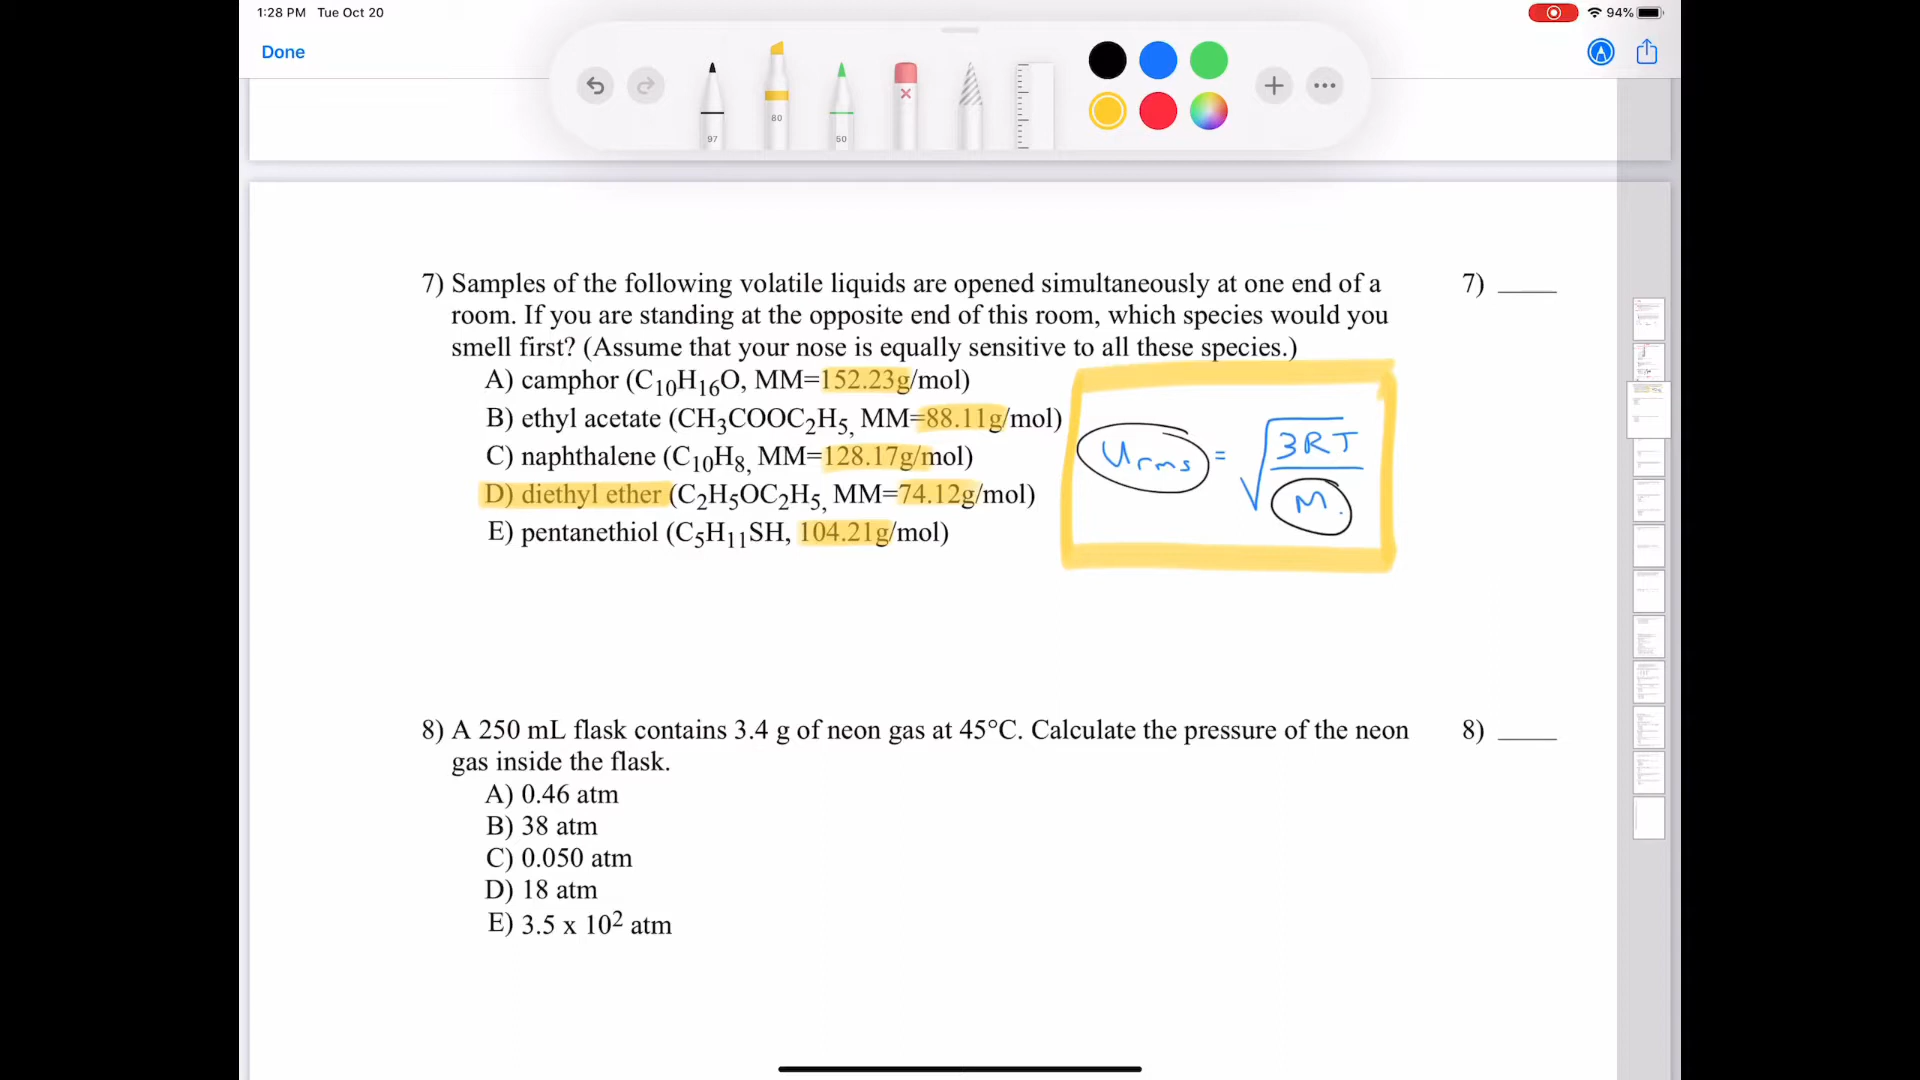 1:28 PM Tue Oct 20
94%
Done
97
80
50
7) Samples of the following volatile liquids are opened simultaneously at one end of a
room. If you are standing at the opposite end of this room, which species would you
smell first? (Assume that your nose is equally sensitive to all these species.)
7) _____
A) camphor (C10H16O, MM=152.23g/mol)
B) ethyl acetate (CH3COOC2H5, MM=88.11g/mol)
C) naphthalene (C10H8, MM=128.17g/mol)
D) diethyl ether (C2H5OC2H5, MM=74.12g/mol)
E) pentanethiol (C5H11SH, 104.21g/mol)
Urms = √3RT/M
8) A 250 mL flask contains 3.4 g of neon gas at 45°C. Calculate the pressure of the neon
gas inside the flask.
8) _____
A) 0.46 atm
B) 38 atm
C) 0.050 atm
D) 18 atm
E) 3.5 x 10² atm